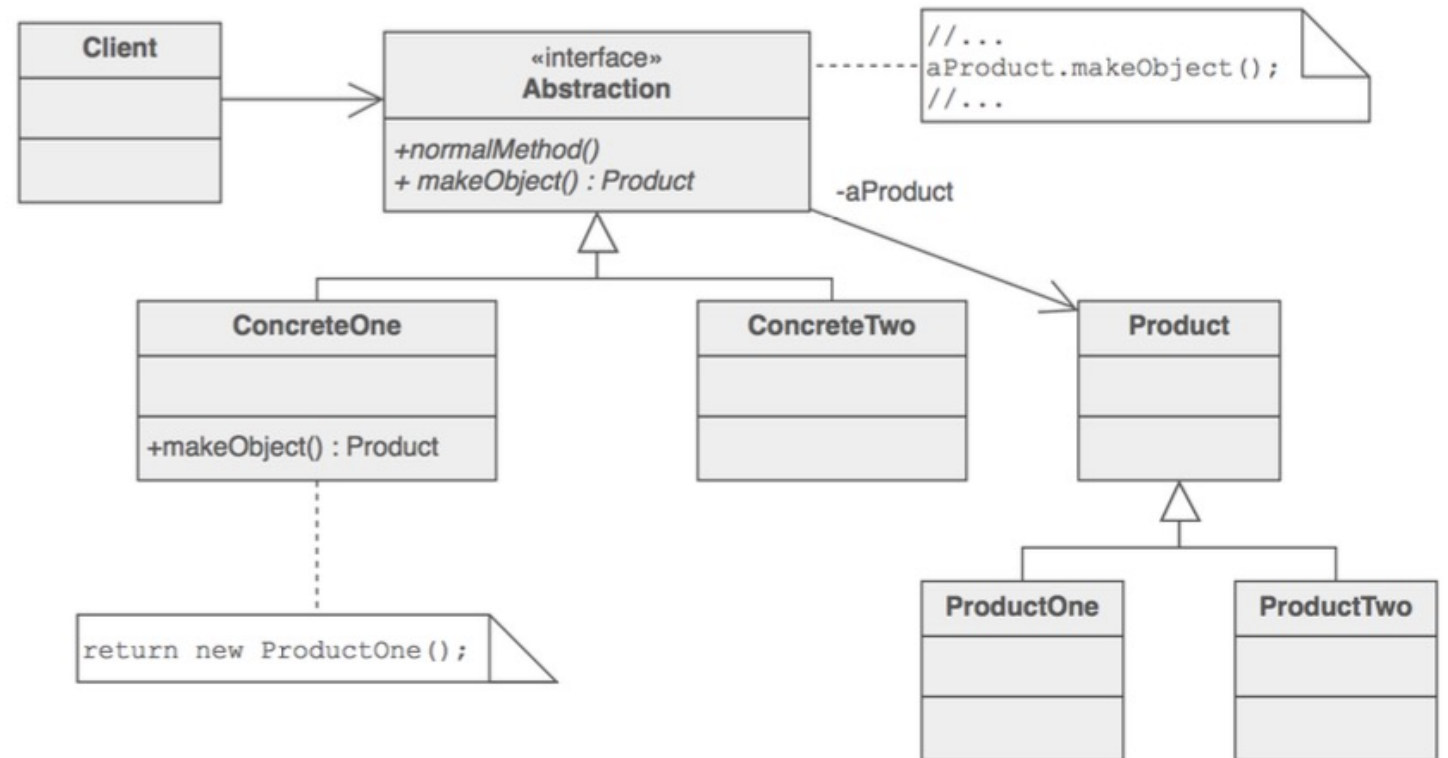 Client
«interface»
Abstraction
+normalMethod()
+ makeObject() : Product
//...
aProduct.makeObject();
//...
-aProduct
ConcreteOne
+makeObject() : Product
ConcreteTwo
Product
return new ProductOne();
ProductOne
ProductTwo